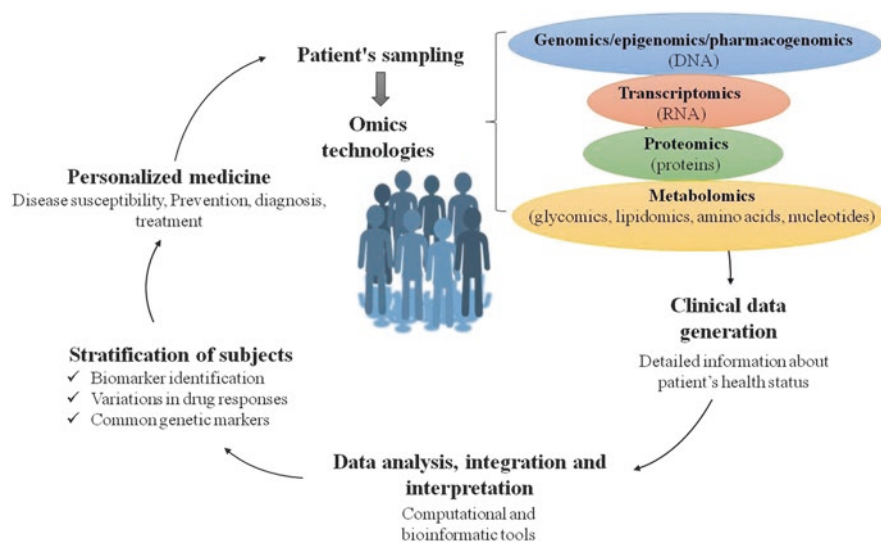 Patient's sampling
Omics
technologies
Genomics/epigenomics/pharmacogenomics
(DNA)
Transcriptomics
(RNA)
Proteomics
(proteins)
Metabolomics
(glycomics, lipidomics, amino acids, nucleotides)
Clinical data
generation
Detailed information about
patient’s health status
Data analysis, integration and
interpretation
Computational and
bioinformatic tools
Stratification of subjects
✓ Biomarker identification
✓ Variations in drug responses
✓ Common genetic markers
Personalized medicine
Disease susceptibility, Prevention, diagnosis,
treatment